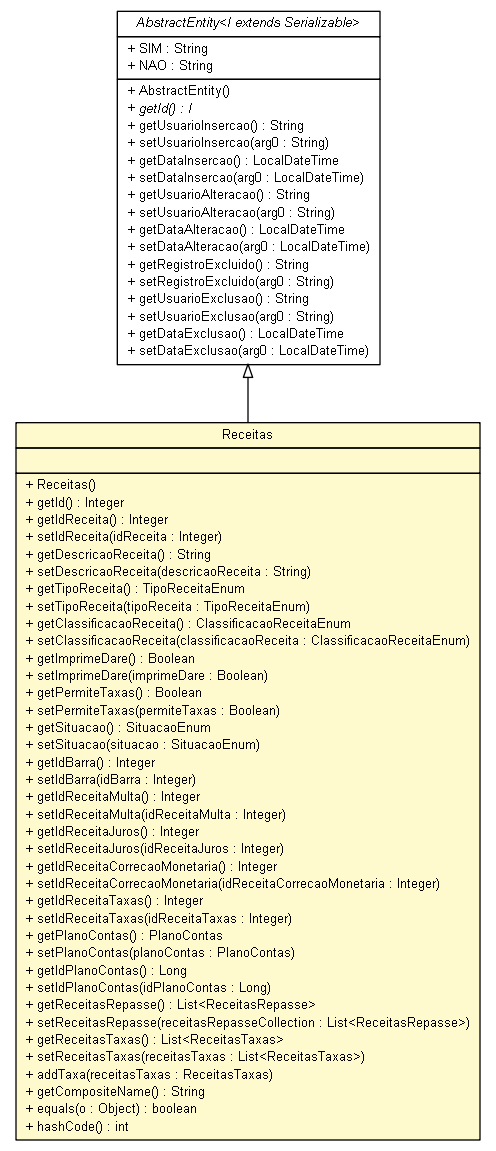 AbstractEntity<I extends Serializable>
+ SIM : String
+ NAO : String
+ AbstractEntity()
+ getId() : I
+ getUsuarioInsercao() : String
+ setUsuarioInsercao(arg0 : String)
+ getDataInsercao() : LocalDateTime
+ setDataInsercao(arg0 : LocalDateTime)
+ getUsuarioAlteracao() : String
+ setUsuarioAlteracao(arg0 : String)
+ getDataAlteracao() : LocalDateTime
+ setDataAlteracao(arg0 : LocalDateTime)
+ getRegistroExcluido() : String
+ setRegistroExcluido(arg0 : String)
+ getUsuarioExclusao() : String
+ setUsuarioExclusao(arg0 : String)
+ getDataExclusao() : LocalDateTime
+ setDataExclusao(arg0 : LocalDateTime)
Receitas
+ Receitas()
+ getId() : Integer
+ getIdReceita() : Integer
+ setIdReceita(idReceita : Integer)
+ getDescricaoReceita() : String
+ setDescricaoReceita(descricaoReceita : String)
+ getTipoReceita() : TipoReceitaEnum
+ setTipoReceita(tipoReceita : TipoReceitaEnum)
+ getClassificacaoReceita() : ClassificacaoReceitaEnum
+ setClassificacaoReceita(classificacaoReceita : ClassificacaoReceitaEnum)
+ getImprimeDare() : Boolean
+ setImprimeDare(imprimeDare : Boolean)
+ getPermiteTaxas() : Boolean
+ setPermiteTaxas(permiteTaxas : Boolean)
+ getSituacao() : SituacaoEnum
+ setSituacao(situacao : SituacaoEnum)
+ getIdBarra() : Integer
+ setIdBarra(idBarra : Integer)
+ getIdReceitaMulta() : Integer
+ setIdReceitaMulta(idReceitaMulta : Integer)
+ getIdReceitaJuros() : Integer
+ setIdReceitaJuros(idReceitaJuros : Integer)
+ getIdReceitaCorrecaoMonetaria() : Integer
+ setIdReceitaCorrecaoMonetaria(idReceitaCorrecaoMonetaria : Integer)
+ getIdReceitaTaxas() : Integer
+ setIdReceitaTaxas(idReceitaTaxas : Integer)
+ getPlanoContas() : PlanoContas
+ setPlanoContas(planoContas : PlanoContas)
+ getIdPlanoContas() : Long
+ setIdPlanoContas(idPlanoContas : Long)
+ getReceitasRepasse() : List<ReceitasRepasse>
+ setReceitasRepasse(receitasRepasseCollection : List<ReceitasRepasse>)
+ getReceitasTaxas() : List<ReceitasTaxas>
+ setReceitasTaxas(receitasTaxas : List<ReceitasTaxas>)
+ addTaxa(receitasTaxas : ReceitasTaxas)
+ getCompositeName() : String
+ equals(o : Object) : boolean
+ hashCode() : int